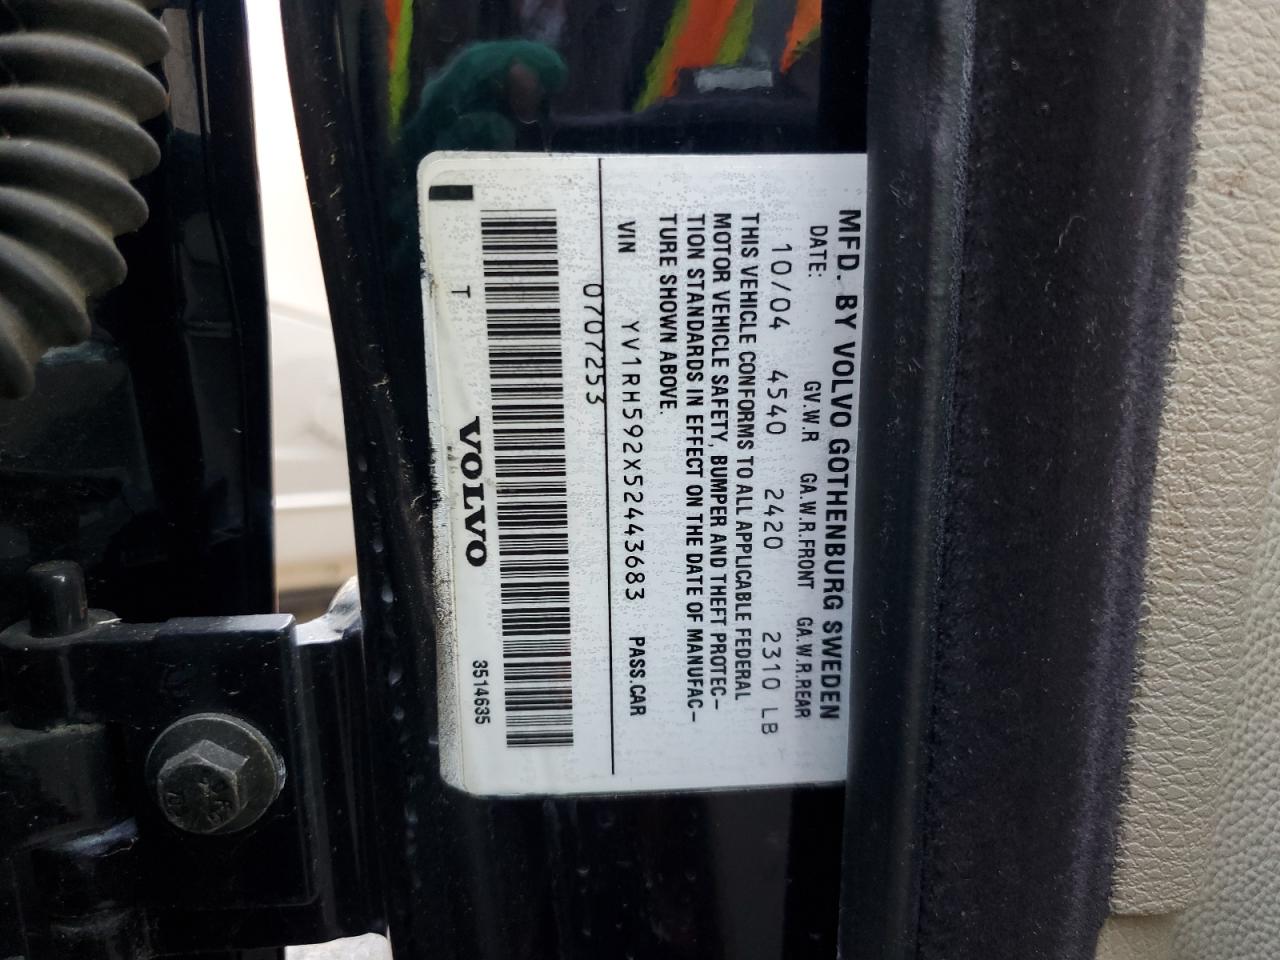 MFD. BY VOLVO GOTHENBURG SWEDEN
DATE: GV.W.R GA.W.R.FRONT GA.W.R.REAR
10/04 4540 2420 2310 LB
THIS VEHICLE CONFORMS TO ALL APPLICABLE FEDERAL
MOTOR VEHICLE SAFETY, BUMPER AND THEFT PROTEC-
TION STANDARDS IN EFFECT ON THE DATE OF MANUFAC-
TURE SHOWN ABOVE.
VIN YV1RH592X52443683 PASS.CAR
0707253
T VOLVO 3514635